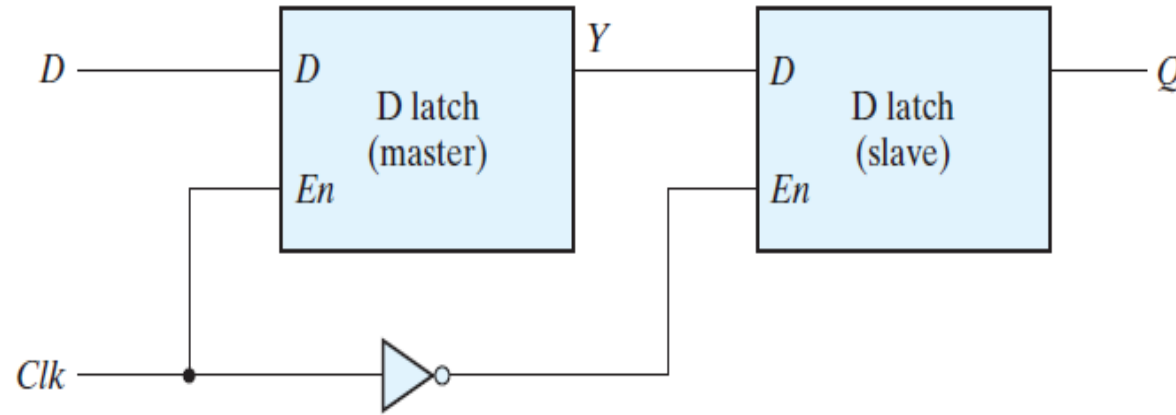 Y
D
D
D latch
(master)
En
D
D latch
(slave)
En
Q
Clk